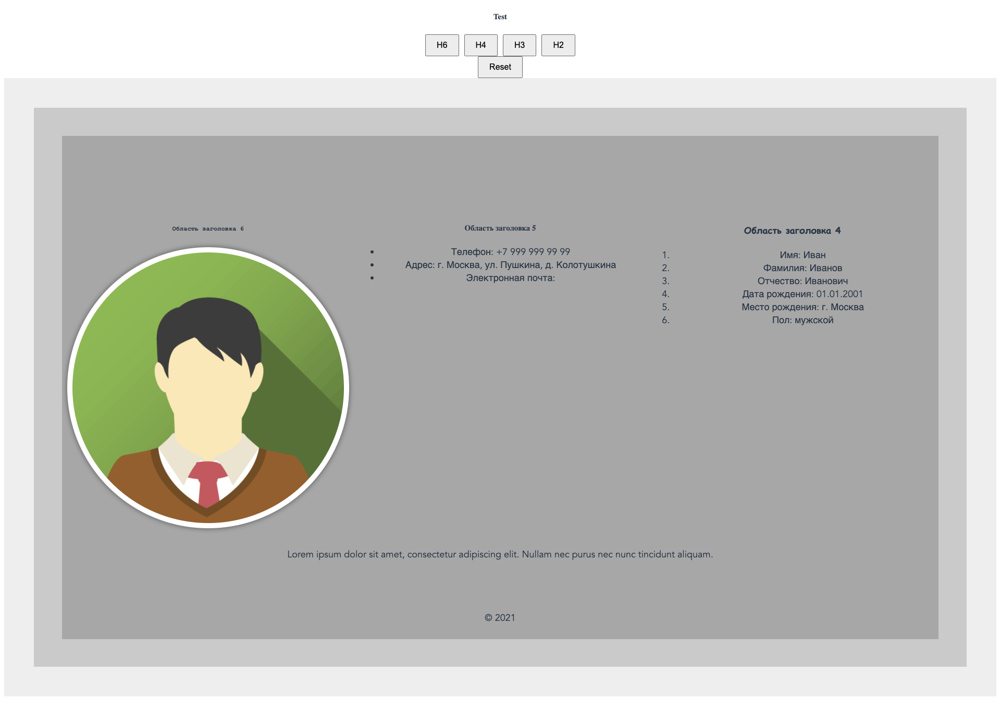 Test
H6 H4 H3 H2
Reset
Область заголовка 6
Область заголовка 5
• Телефон: +7 999 999 99 99
• Адрес: г. Москва, ул. Пушкина, д. Колотушкина
• Электронная почта:
Область заголовка 4
1. Имя: Иван
2. Фамилия: Иванов
3. Отчество: Иванович
4. Дата рождения: 01.01.2001
5. Место рождения: г. Москва
6. Пол: мужской
Lorem ipsum dolor sit amet, consectetur adipiscing elit. Nullam nec purus nec nunc tincidunt aliquam.
© 2021